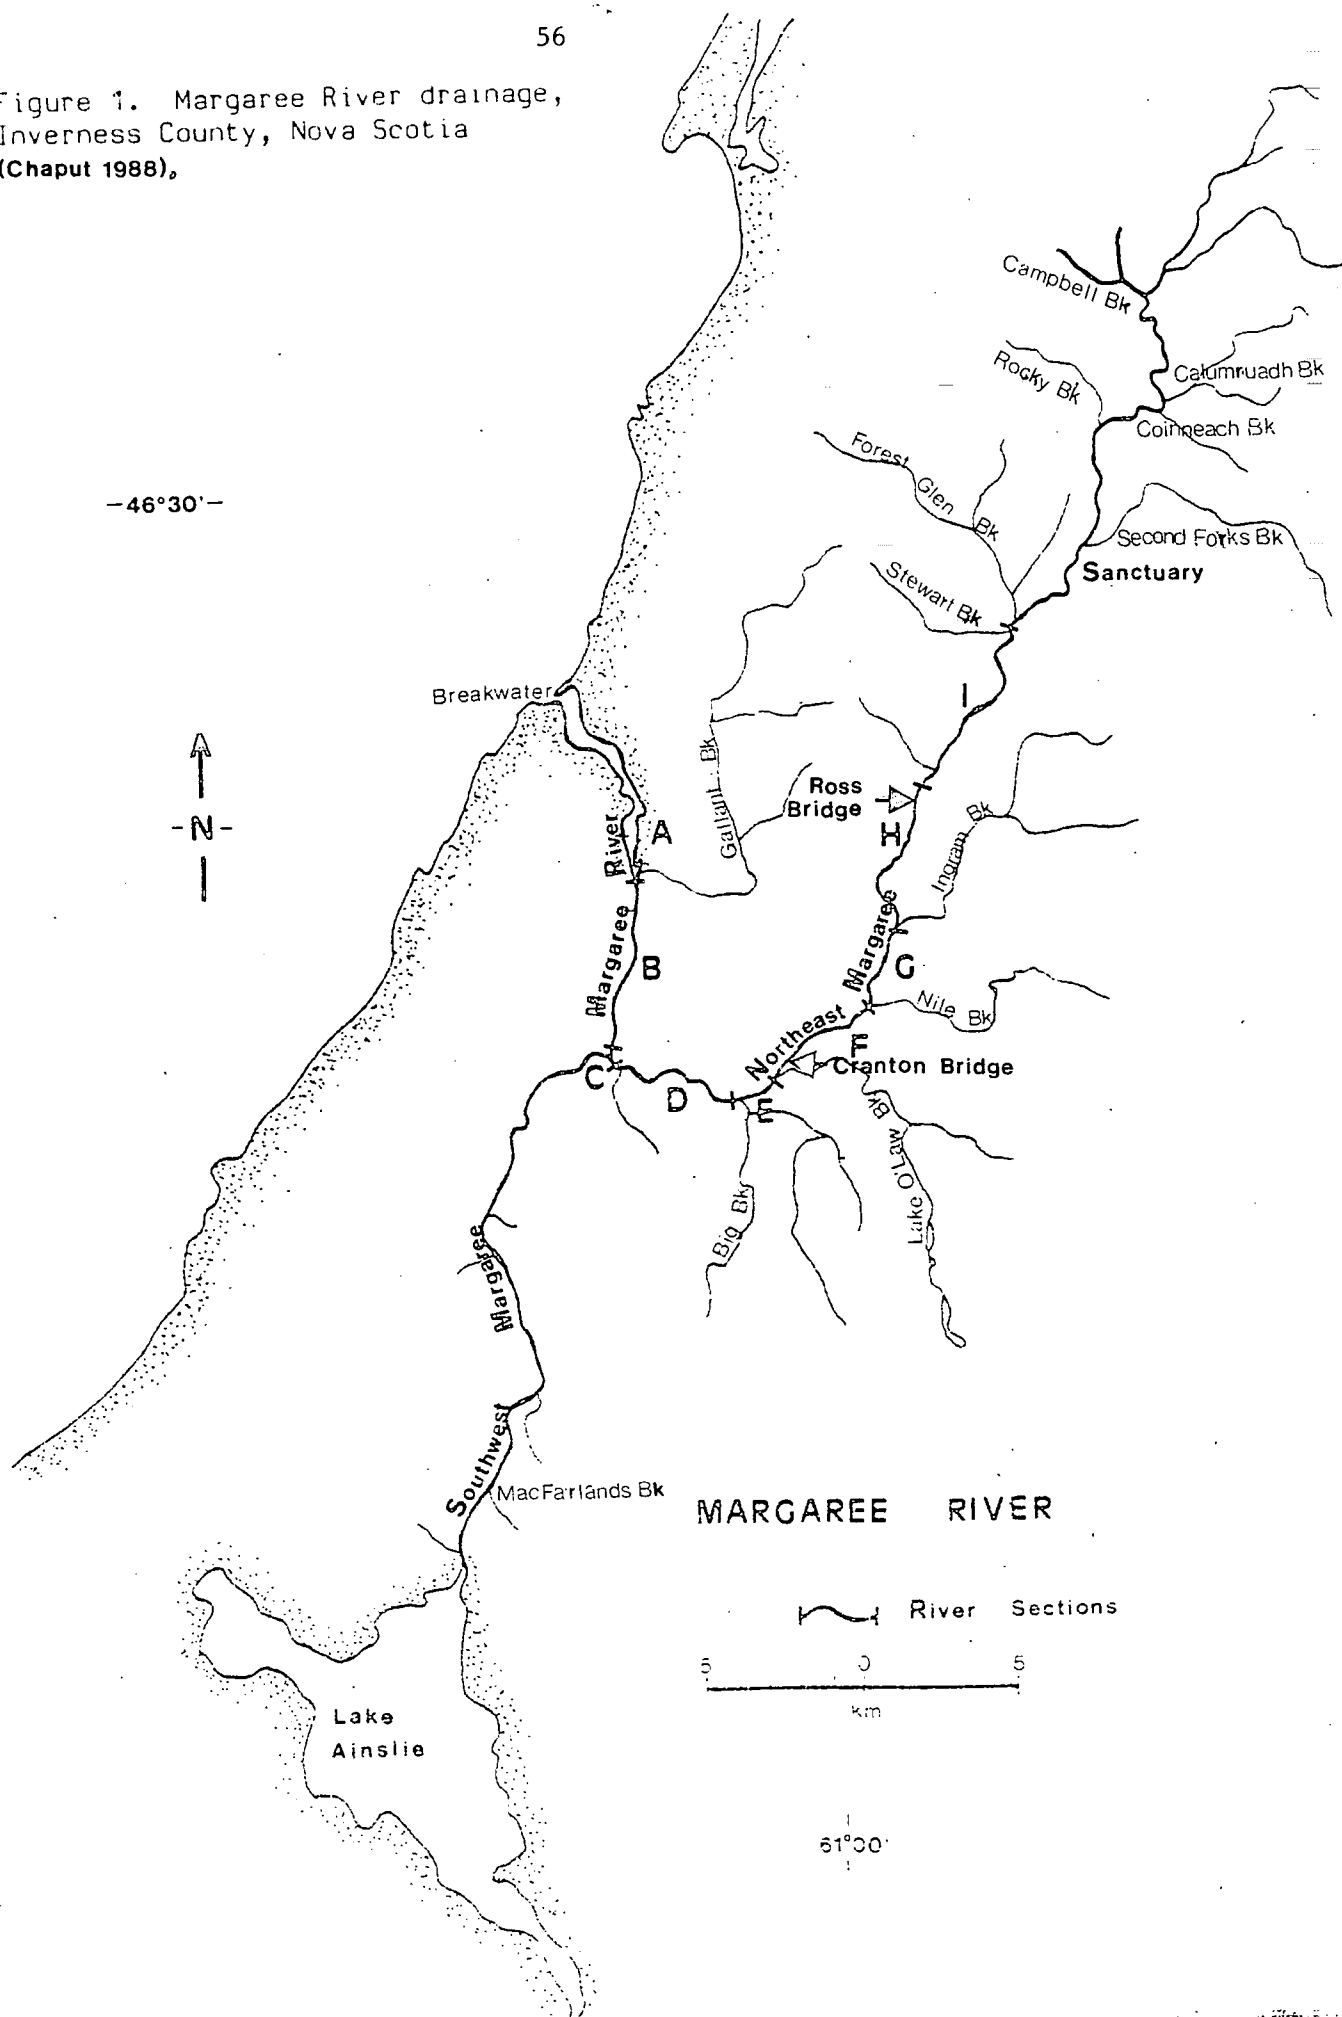 56
Figure 1. Margaree River drainage,
Inverness County, Nova Scotia
(Chaput 1988).
Campbell Bk
Rocky Bk
Calumruadh Bk
Coinneach Bk
Forest Glen Bk
-46°30'-
Second Forks Bk
Sanctuary
Stewart Bk
Breakwater
I
Gallant Bk
Ross
Bridge
-N-
A
H
Ingram Bk
Margaree River
B
G
Northeast Margaree
Nile Bk
F
Cranton Bridge
C
D
E
Lake O'Law Bk
Big Bk
Southwest Margaree
MacFarlands Bk
MARGAREE RIVER
River Sections
5 0 5
km
Lake
Ainslie
61°00'